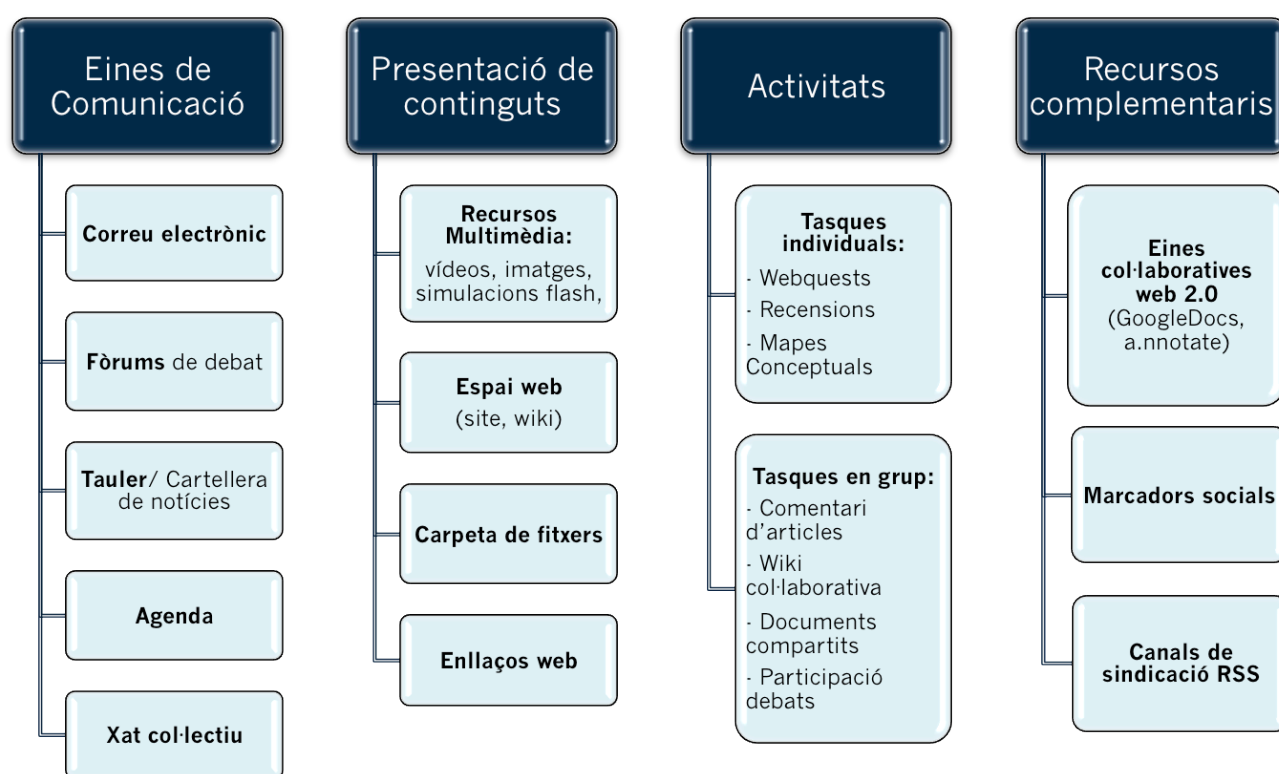 Eines de
Comunicació
Correu electrònic
Fòrums de debat
Tauler/ Cartellera
de notícies
Agenda
Xat col·lectiu
Presentació de
continguts
Recursos
Multimèdia:
vídeos, imatges,
simulacions flash,
Espai web
(site, wiki)
Carpeta de fitxers
Enllaços web
Activitats
Tasques
individuals:
- Webquests
- Recensions
- Mapes
Conceptuals
Tasques en grup:
- Comentari
d’articles
- Wiki
col·laborativa
- Documents
compartits
- Participació
debats
Recursos
complementaris
Eines
col·laboratives
web 2.0
(GoogleDocs,
a.nnotate)
Marcadors socials
Canals de
sindicació RSS